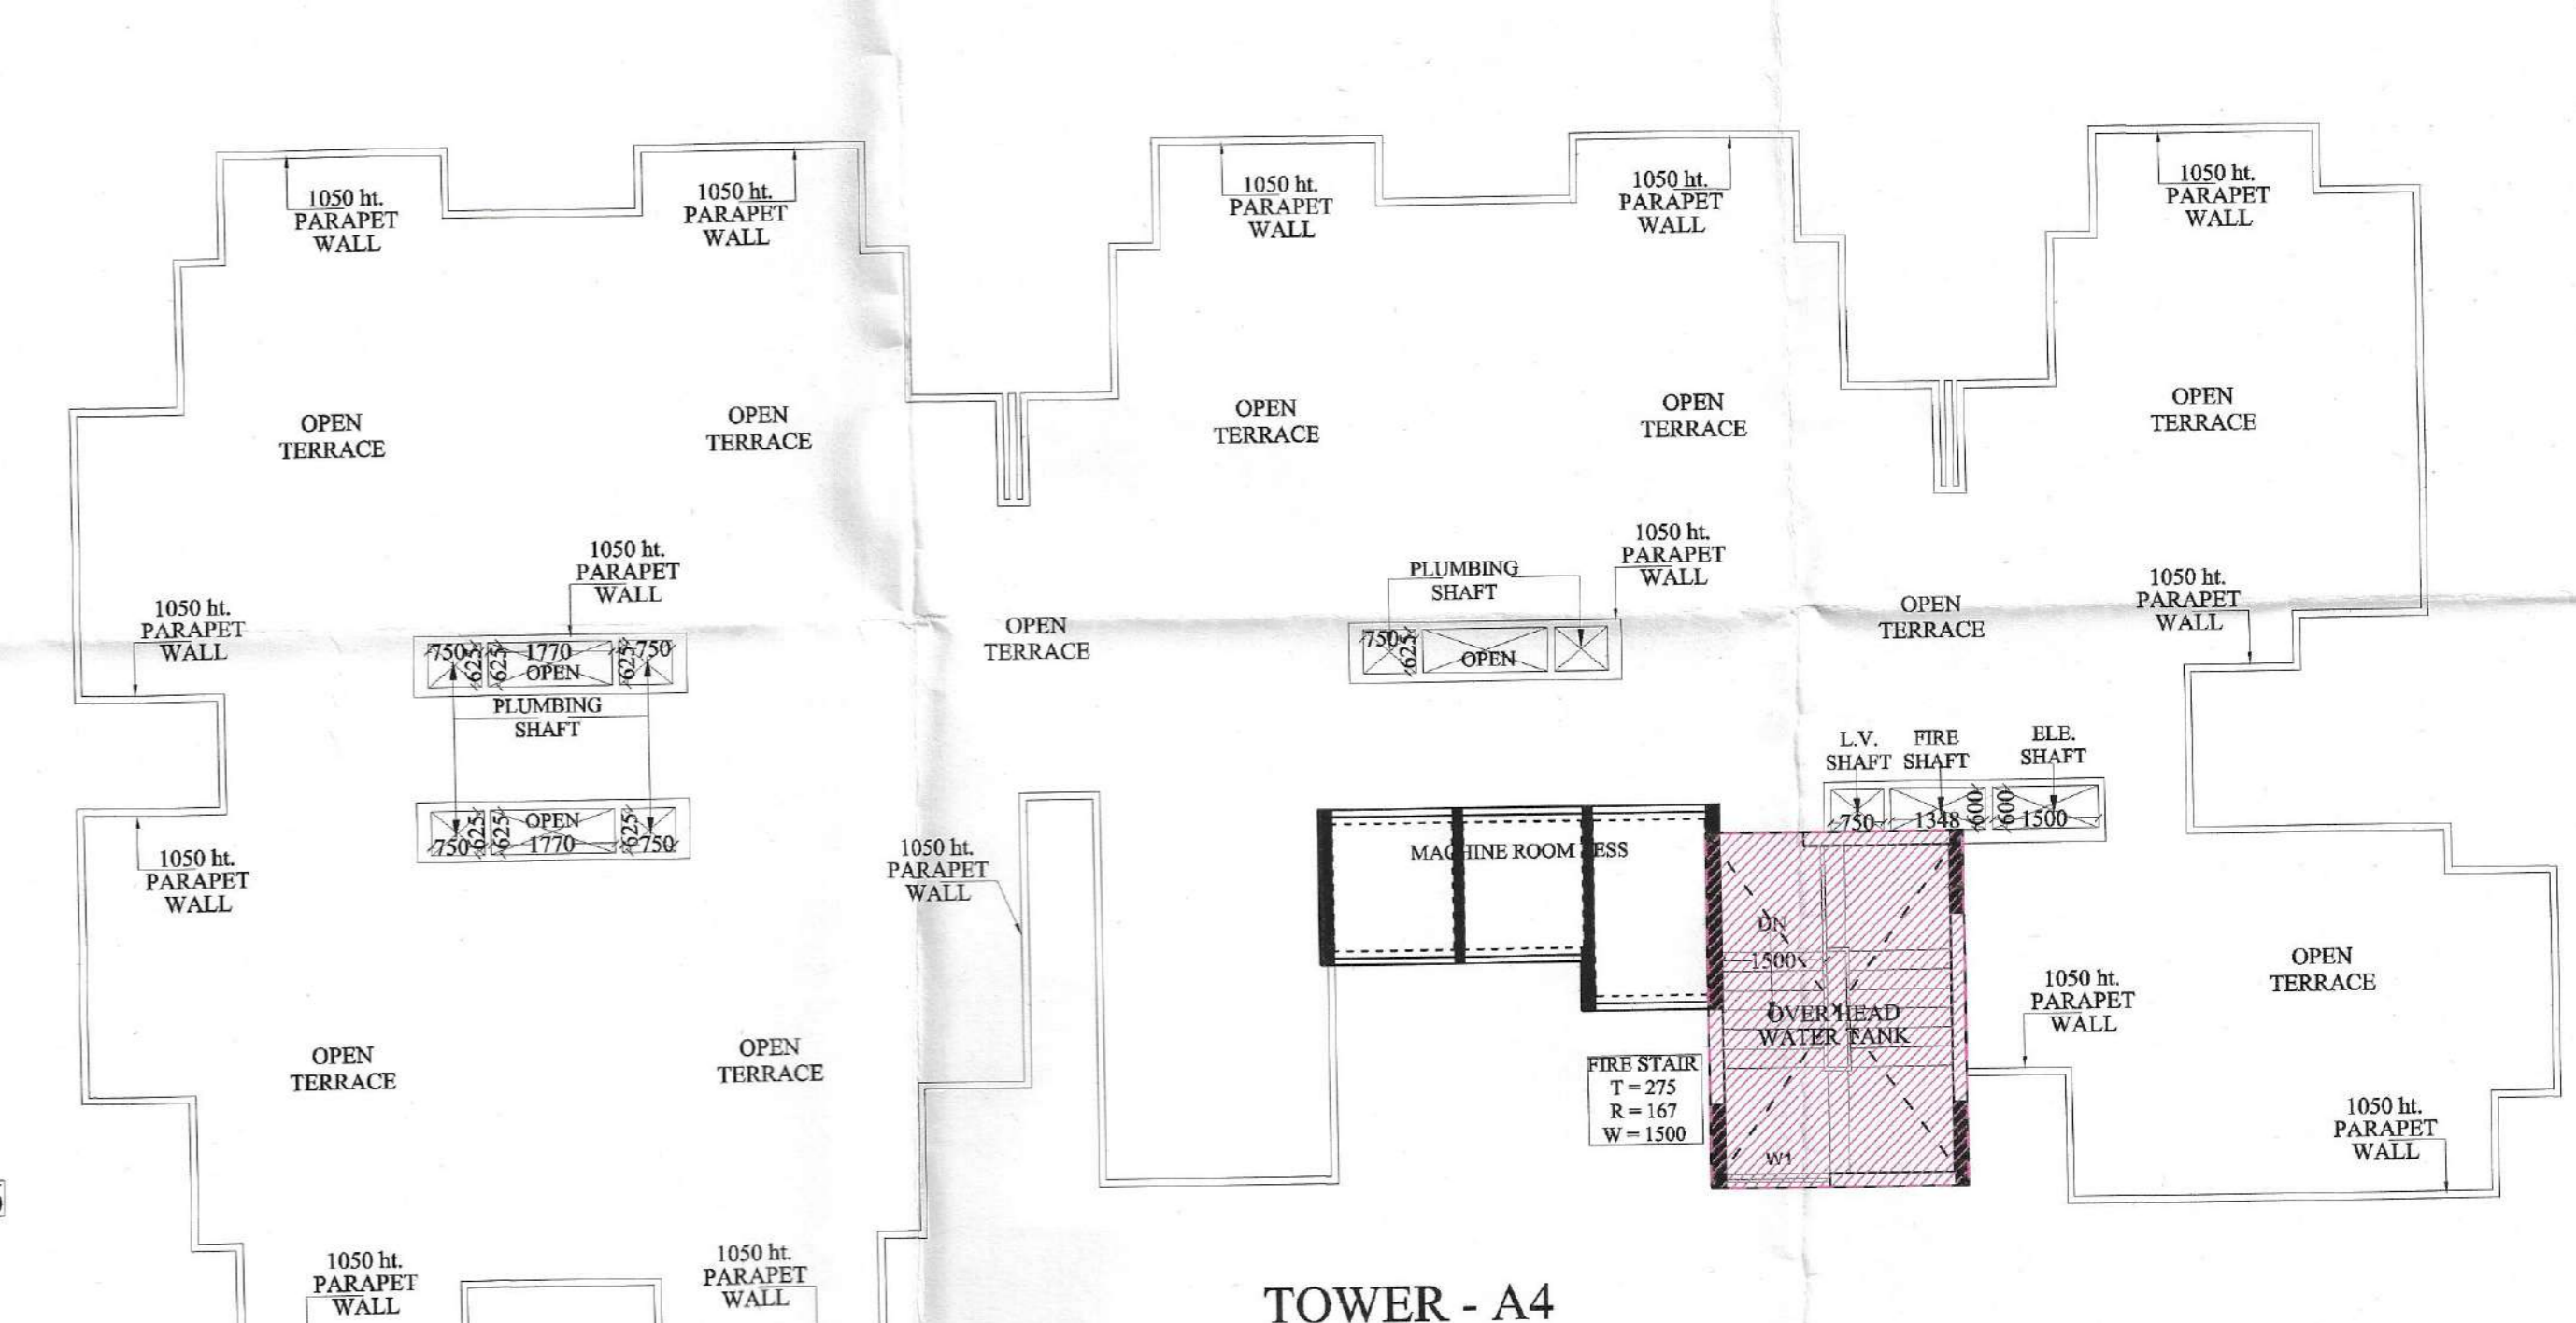 1050 ht.
PARAPET
WALL
1050 ht.
PARAPET
WALL
1050 ht.
PARAPET
WALL
1050 ht.
PARAPET
WALL
1050 ht.
PARAPET
WALL
OPEN
TERRACE
OPEN
TERRACE
OPEN
TERRACE
OPEN
TERRACE
OPEN
TERRACE
1050 ht.
PARAPET
WALL
1050 ht.
PARAPET
WALL
750 625 625 1770 625 750
OPEN
PLUMBING
SHAFT
OPEN
750 625 625 1770 625 750
OPEN
TERRACE
PLUMBING
SHAFT
1050 ht.
PARAPET
WALL
750 625 OPEN
OPEN
TERRACE
1050 ht.
PARAPET
WALL
L.V.
SHAFT
FIRE
SHAFT
ELE.
SHAFT
750 1348 600 600 1500
1050 ht.
PARAPET
WALL
1050 ht.
PARAPET
WALL
MACHINE ROOM LESS
DN
1500
OVER HEAD
WATER TANK
W1
FIRE STAIR
T = 275
R = 167
W = 1500
1050 ht.
PARAPET
WALL
OPEN
TERRACE
OPEN
TERRACE
OPEN
TERRACE
1050 ht.
PARAPET
WALL
1050 ht.
PARAPET
WALL
1050 ht.
PARAPET
WALL
TOWER - A4